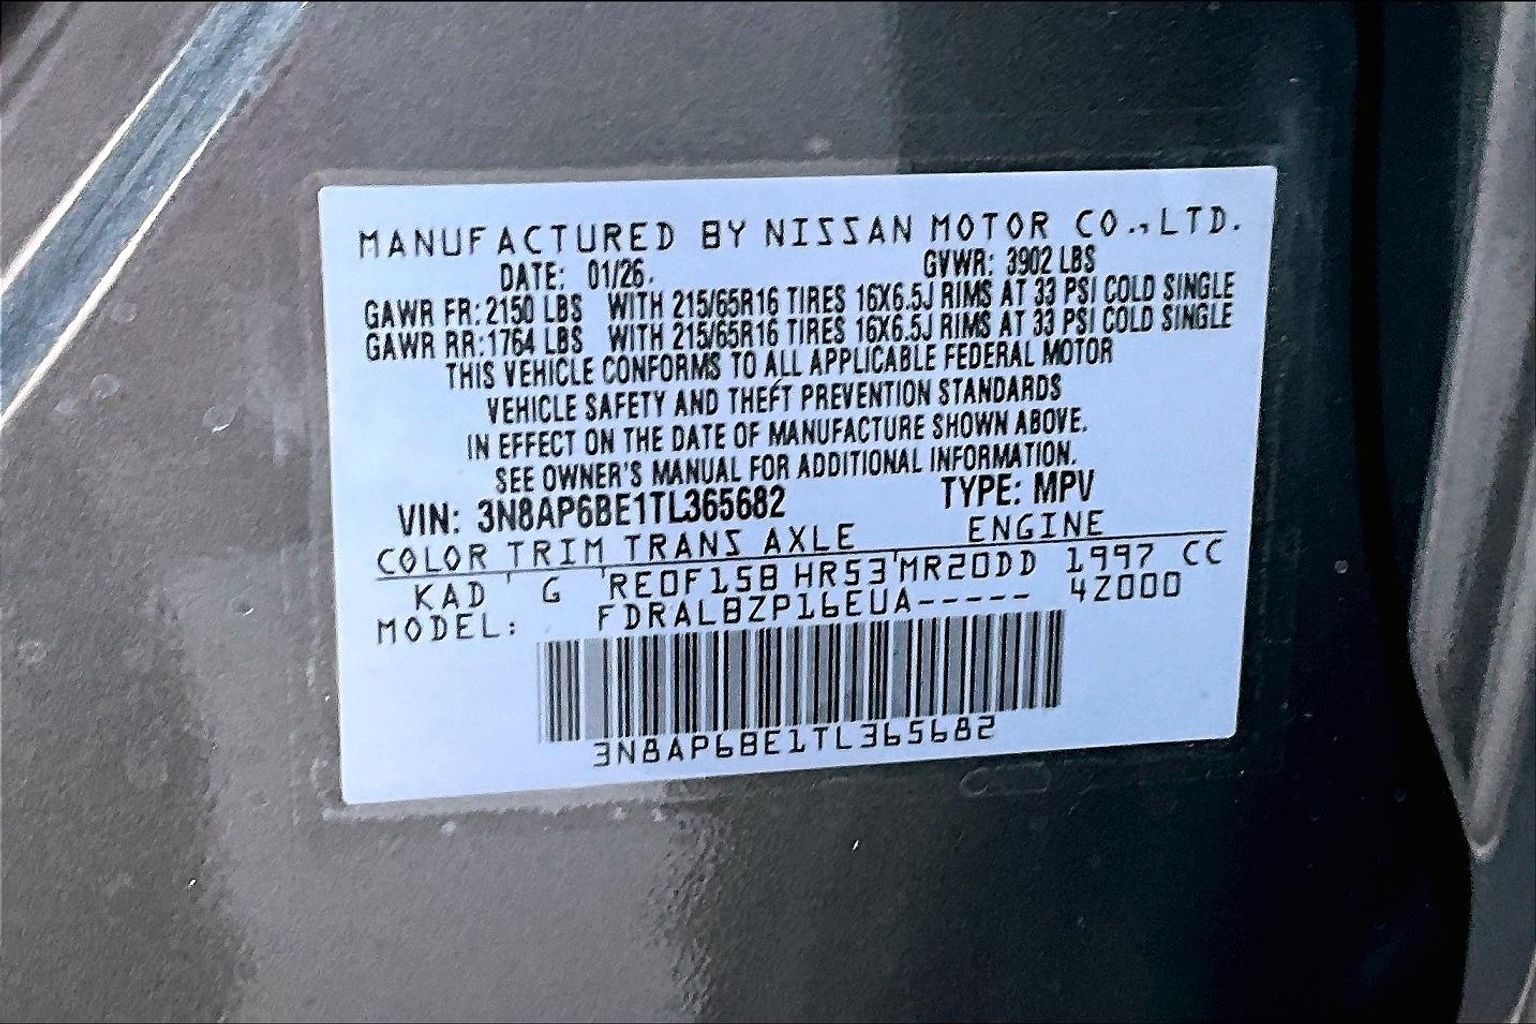 MANUFACTURED BY NISSAN MOTOR CO., LTD.
DATE: 01/26. GVWR: 3902 LBS
GAWR FR: 2150 LBS WITH 215/65R16 TIRES 16X6.5J RIMS AT 33 PSI COLD SINGLE
GAWR RR: 1764 LBS WITH 215/65R16 TIRES 16X6.5J RIMS AT 33 PSI COLD SINGLE
THIS VEHICLE CONFORMS TO ALL APPLICABLE FEDERAL MOTOR
VEHICLE SAFETY AND THEFT PREVENTION STANDARDS
IN EFFECT ON THE DATE OF MANUFACTURE SHOWN ABOVE.
SEE OWNER'S MANUAL FOR ADDITIONAL INFORMATION.
VIN: 3N8AP6BE1TL365682 TYPE: MPV
COLOR TRIM TRANS AXLE ENGINE
KAD G RE0F15B HR53 MR20DD 1997 CC
MODEL: FDRALBZP16EUA----- 4Z000
3N8AP6BE1TL365682